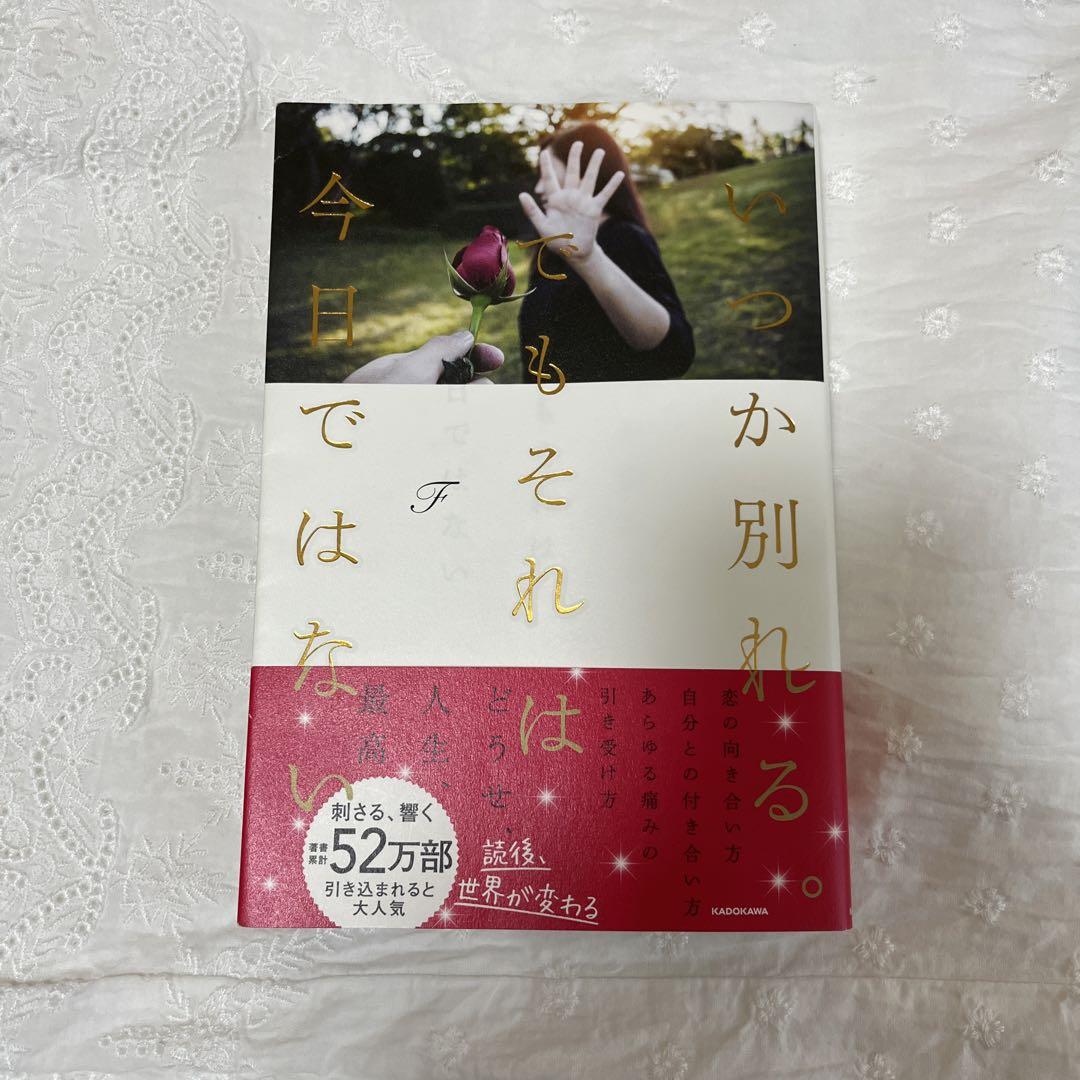 いつか別れる。
でもそれは
今日ではない
F
恋の向き合い方
自分との付き合い方
あらゆる痛みの
引き受け方
どうせ、
人生、
最高
刺さる、響く
著書
累計
52万部
引き込まれると
大人気
読後、
世界が変わる
KADOKAWA